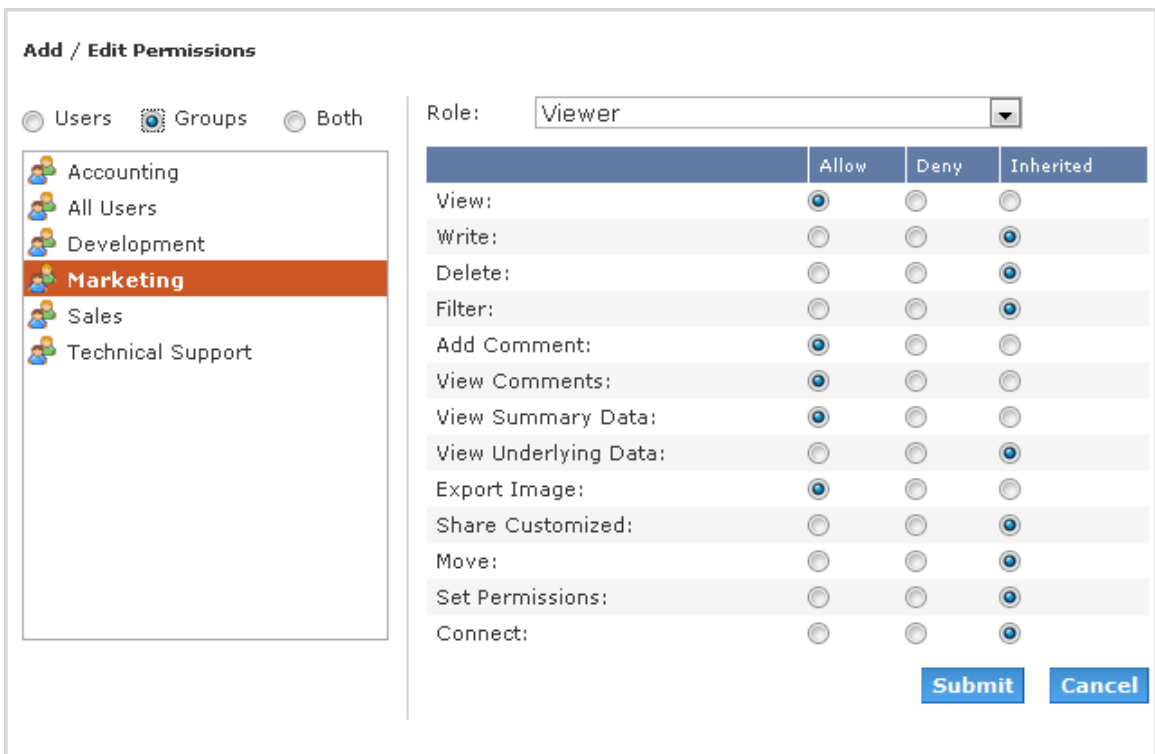 Add / Edit Permissions
Users Groups Both
Accounting
All Users
Development
Marketing
Sales
Technical Support
Role: Viewer
Allow Deny Inherited
View:
Write:
Delete:
Filter:
Add Comment:
View Comments:
View Summary Data:
View Underlying Data:
Export Image:
Share Customized:
Move:
Set Permissions:
Connect:
Submit Cancel